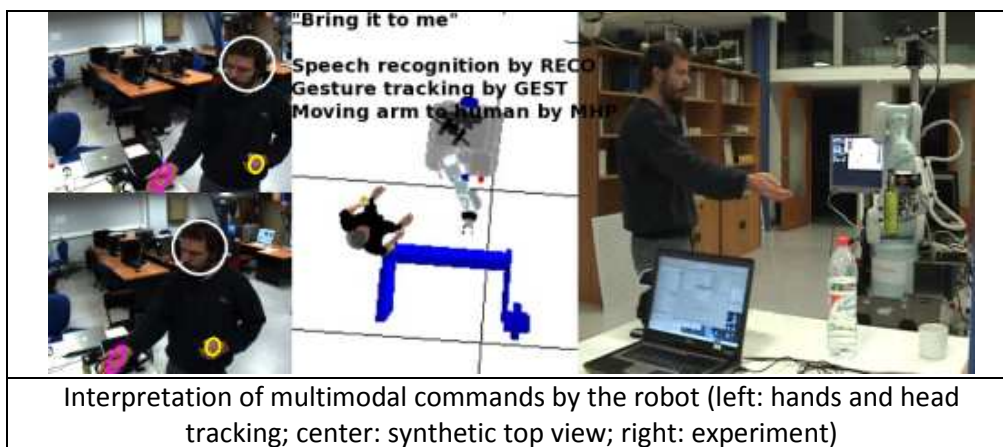 "Bring it to me"
Speech recognition by RECO
Gesture tracking by GEST
Moving arm to human by MHP
Interpretation of multimodal commands by the robot (left: hands and head
tracking; center: synthetic top view; right: experiment)